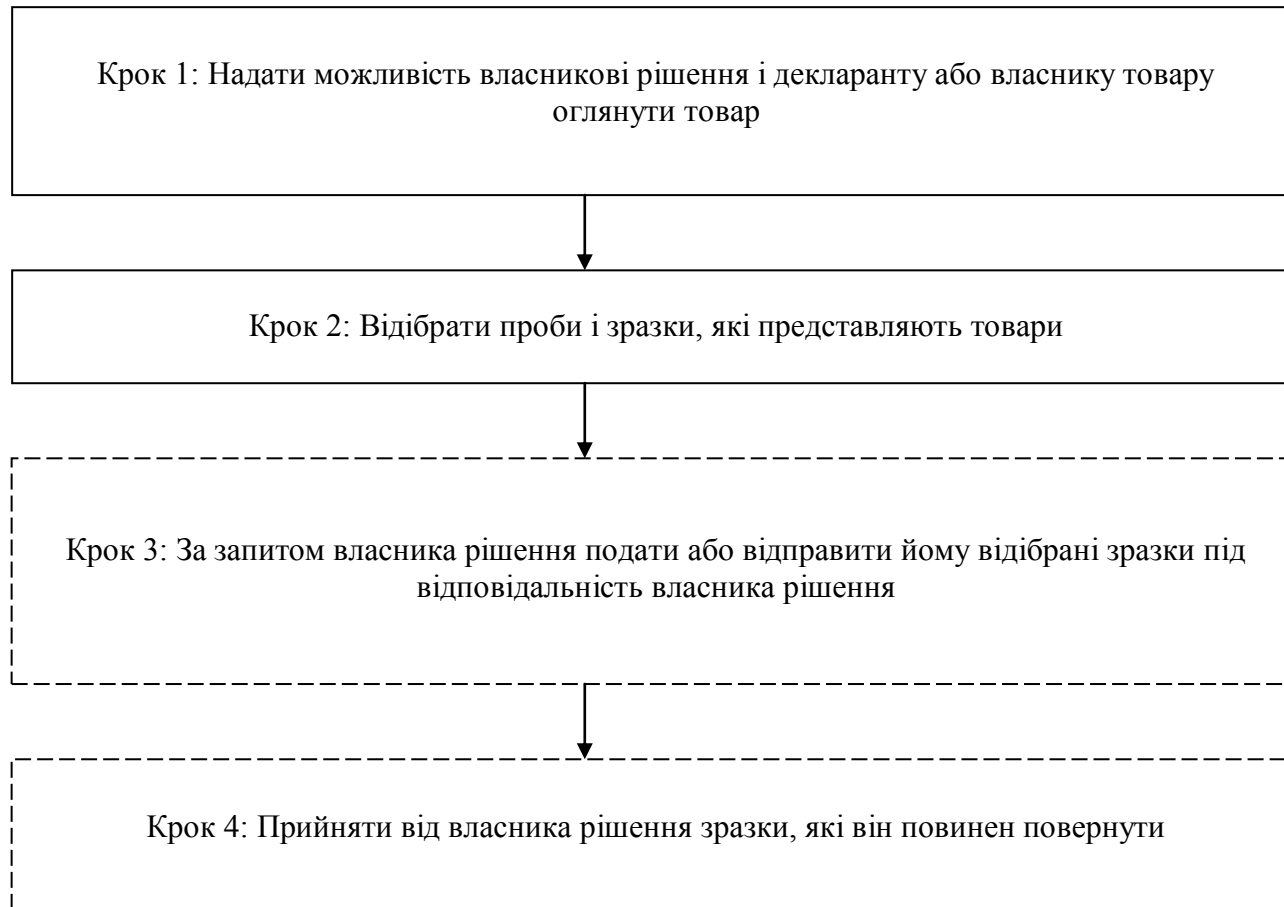 Крок 1: Надати можливість власникові рішення і декларанту або власнику товару
оглянути товар
Крок 2: Відібрати проби і зразки, які представляють товари
Крок 3: За запитом власника рішення подати або відправити йому відібрані зразки під
відповідальність власника рішення
Крок 4: Прийняти від власника рішення зразки, які він повинен повернути